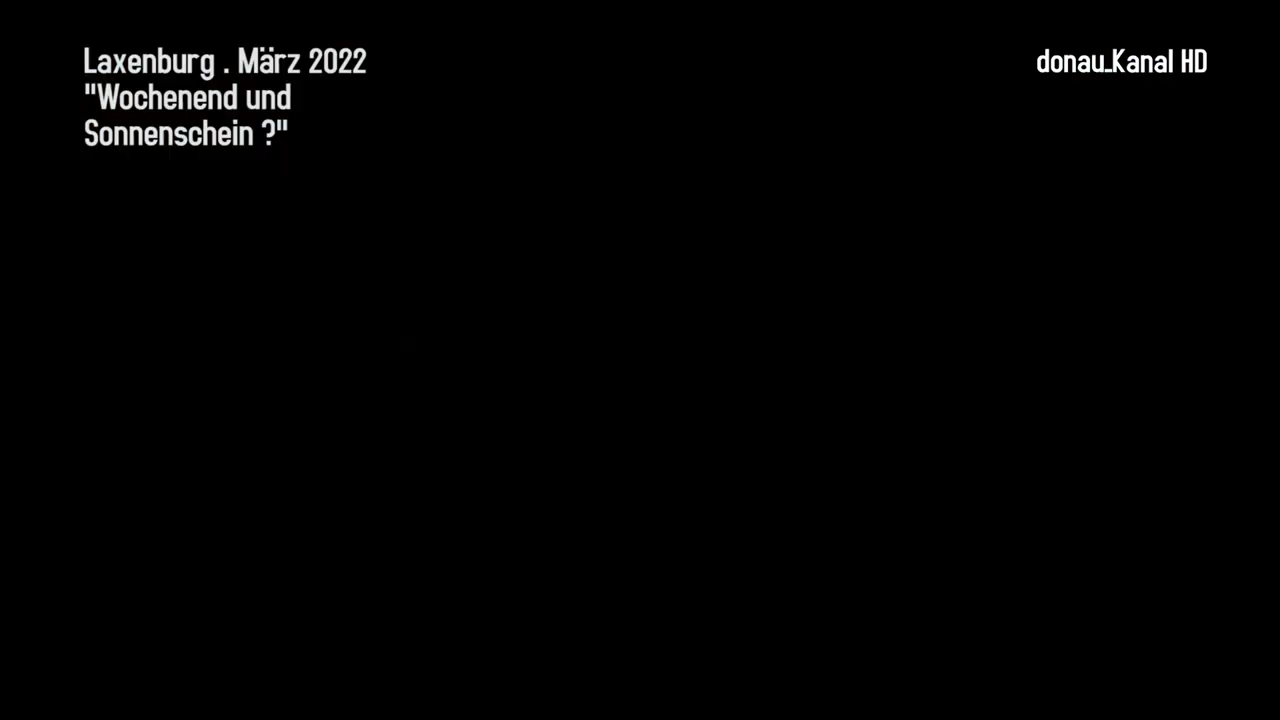 Laxenburg . März 2022
"Wochenend und
Sonnenschein ?"
donau_Kanal HD